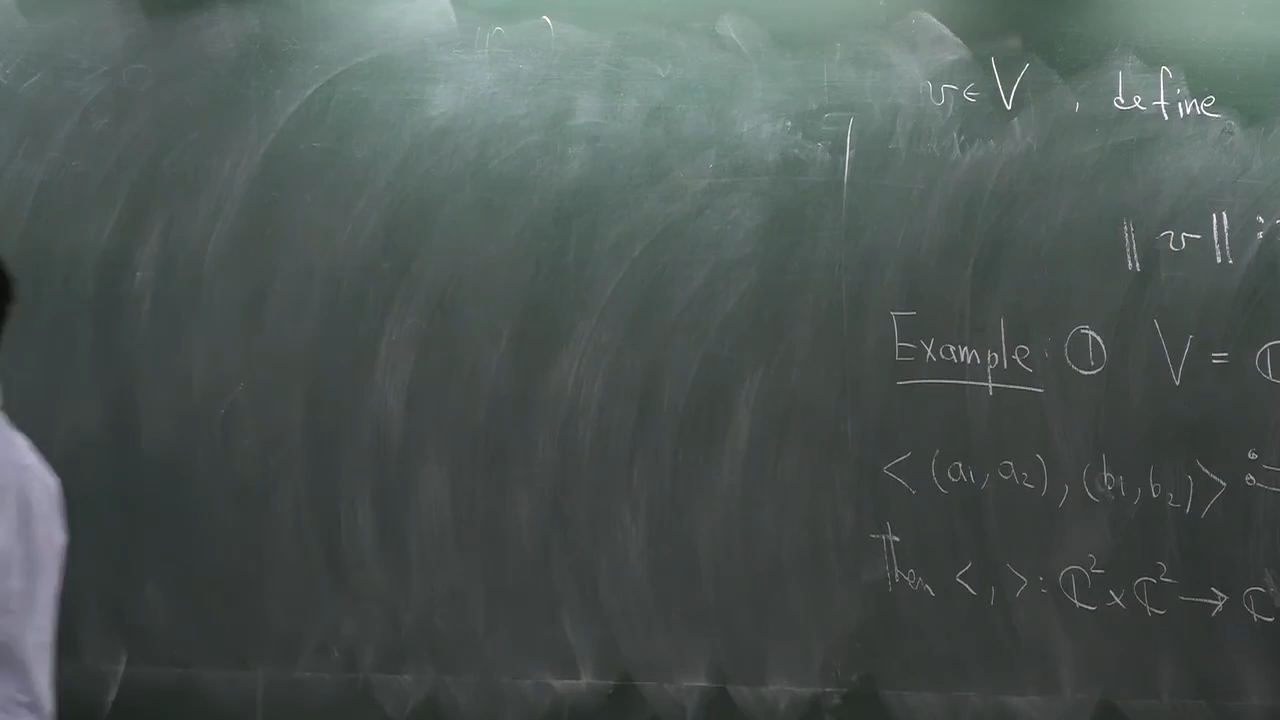 v ∈ V , define
‖ v ‖ :
Example: ① V = ℂ
< (a₁, a₂), (b₁, b₂) > :=
Then < , > : ℂ² × ℂ² → ℂ